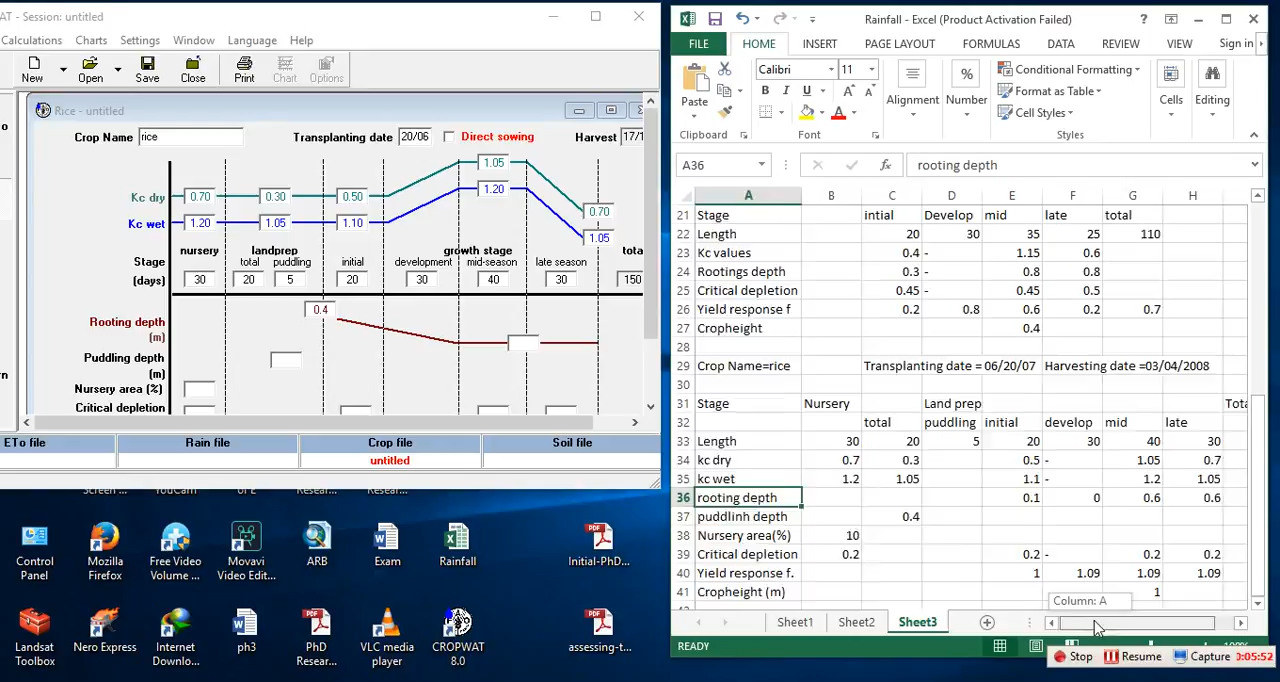 AT - Session: untitled
Calculations Charts Settings Window Language Help
New Open Save Close Print Chart Options
Rice - untitled
Crop Name rice Transplanting date 20/06 Direct sowing Harvest 17/1
1.05
Kc dry 0.70 0.30 0.50 1.20 0.70
Kc wet 1.20 1.05 1.10 1.05
nursery landprep growth stage tota
Stage total puddling initial development mid-season late season
(days) 30 20 5 20 30 40 30 150
0.4
Rooting depth
(m)
Puddling depth
(m)
Nursery area (%)
Critical depletion
ETo file Rain file Crop file Soil file
untitled
Screen ... YouCam of E Resear... Resear...
Control Panel
Mozilla Firefox
Free Video Volume ...
Movavi Video Edit...
ARB
Exam
Rainfall
Initial-PhD...
Landsat Toolbox
Nero Express
Internet Downlo...
ph3
PhD Resear...
VLC media player
CROPWAT 8.0
assessing-t...
Rainfall - Excel (Product Activation Failed)
FILE HOME INSERT PAGE LAYOUT FORMULAS DATA REVIEW VIEW Sign in
Paste Calibri 11 Alignment Number Conditional Formatting Cells Editing
B I U A A % Format as Table
Cell Styles
Clipboard Font Styles
A36 fx rooting depth
A B C D E F G H
21 Stage intial Develop mid late total
22 Length 20 30 35 25 110
23 Kc values 0.4 - 1.15 0.6
24 Rootings depth 0.3 - 0.8 0.8
25 Critical depletion 0.45 - 0.45 0.5
26 Yield response f 0.2 0.8 0.6 0.2 0.7
27 Cropheight 0.4
28
29 Crop Name=rice Transplanting date = 06/20/07 Harvesting date =03/04/2008
30
31 Stage Nursery Land prep Tota
32 total puddling initial develop mid late
33 Length 30 20 5 20 30 40 30
34 kc dry 0.7 0.3 0.5 - 1.05 0.7
35 kc wet 1.2 1.05 1.1 - 1.2 1.05
36 rooting depth 0.1 0 0.6 0.6
37 puddlinh depth 0.4
38 Nursery area(%) 10
39 Critical depletion 0.2 0.2 - 0.2 0.2
40 Yield response f. 1 1.09 1.09 1.09
41 Cropheight (m) 1
Column: A
Sheet1 Sheet2 Sheet3
READY
Stop Resume Capture 0:05:52